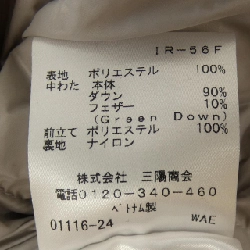 IR-56F
表地 ポリエステル 100%
中わた 本体
ダウン 90%
フェザー 10%
(Green Down)
前立て ポリエステル 100%
裏地 ナイロン 100%
株式会社 三陽商会
電話0120-340-460
ベトナム製
01116-24 WAE